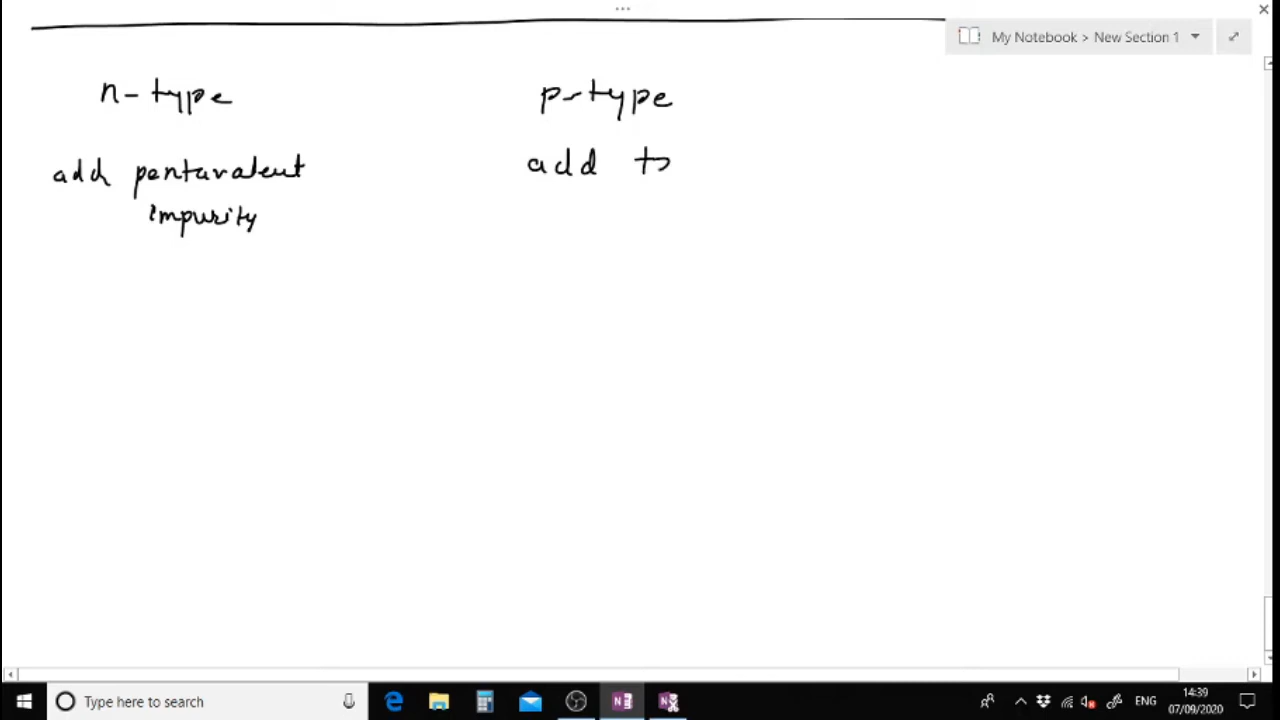 ...
My Notebook > New Section 1
n-type
p-type
add pentavalent
impurity
add
Type here to search
ENG
14:39
07/09/2020